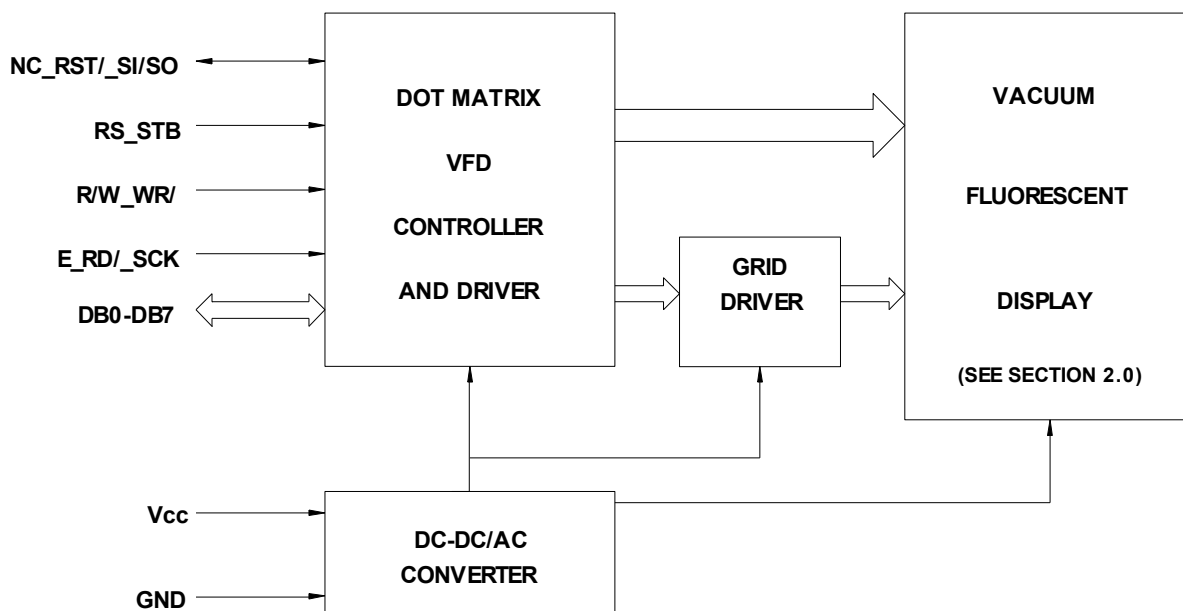 NC_RST/_SI/SO
RS_STB
R/W_WR/
E_RD/_SCK
DB0-DB7
DOT MATRIX
VFD
CONTROLLER
AND DRIVER
GRID
DRIVER
VACUUM
FLUORESCENT
DISPLAY
(SEE SECTION 2.0)
Vcc
GND
DC-DC/AC
CONVERTER